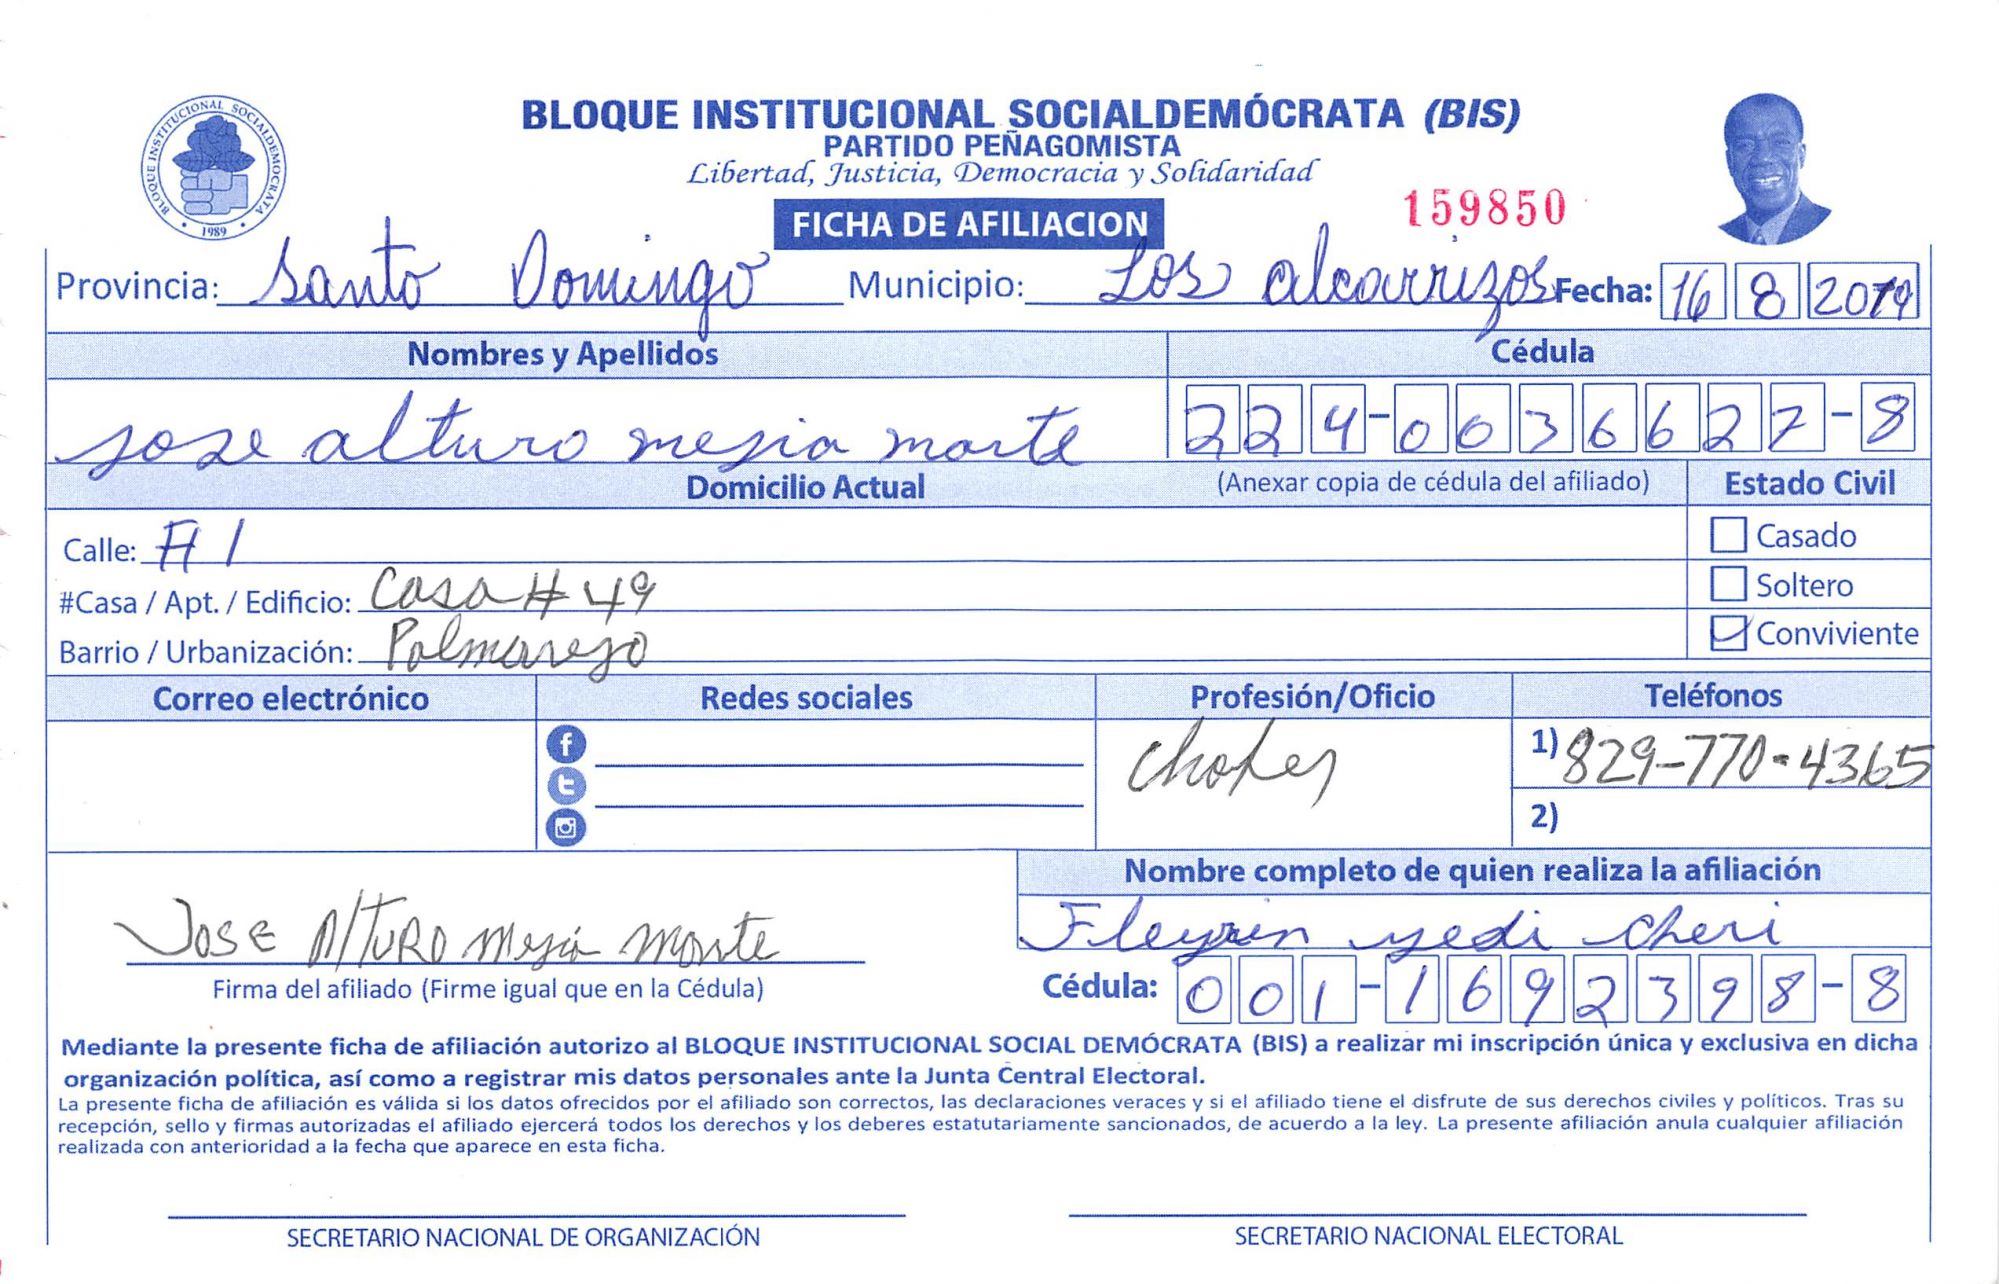 BLOQUE INSTITUCIONAL SOCIALDEMÓCRATA (BIS)
PARTIDO PEÑAGOMISTA
Libertad, Justicia, Democracia y Solidaridad
BLOQUE INSTITUCIONAL SOCIALDEMOCRATA
1989
FICHA DE AFILIACION
159850
Provincia: Santo Domingo Municipio: Los alcarrizos Fecha: 16 8 2019
Nombres y Apellidos Cédula
jose alturo mejia marte 224-0036627-8
Domicilio Actual (Anexar copia de cédula del afiliado) Estado Civil
Calle: A 1 Casado
#Casa / Apt. / Edificio: Casa # 49 Soltero
Barrio / Urbanización: Palmarejo Conviviente
Correo electrónico Redes sociales Profesión/Oficio Teléfonos
Chofer 1) 829-770-4365
2)
Nombre completo de quien realiza la afiliación
JOSE AlTURO Mejía Marte yedi cheri
Firma del afiliado (Firme igual que en la Cédula) Cédula: 001-1692398-8
Mediante la presente ficha de afiliación autorizo al BLOQUE INSTITUCIONAL SOCIAL DEMÓCRATA (BIS) a realizar mi inscripción única y exclusiva en dicha
organización política, así como a registrar mis datos personales ante la Junta Central Electoral.
La presente ficha de afiliación es válida si los datos ofrecidos por el afiliado son correctos, las declaraciones veraces y si el afiliado tiene el disfrute de sus derechos civiles y políticos. Tras su
recepción, sello y firmas autorizadas el afiliado ejercerá todos los derechos y los deberes estatutariamente sancionados, de acuerdo a la ley. La presente afiliación anula cualquier afiliación
realizada con anterioridad a la fecha que aparece en esta ficha.
SECRETARIO NACIONAL DE ORGANIZACIÓN SECRETARIO NACIONAL ELECTORAL